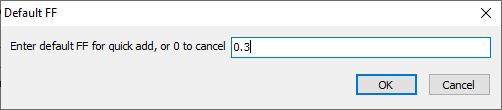 Default FF
Enter default FF for quick add, or 0 to cancel 0.3
OK Cancel